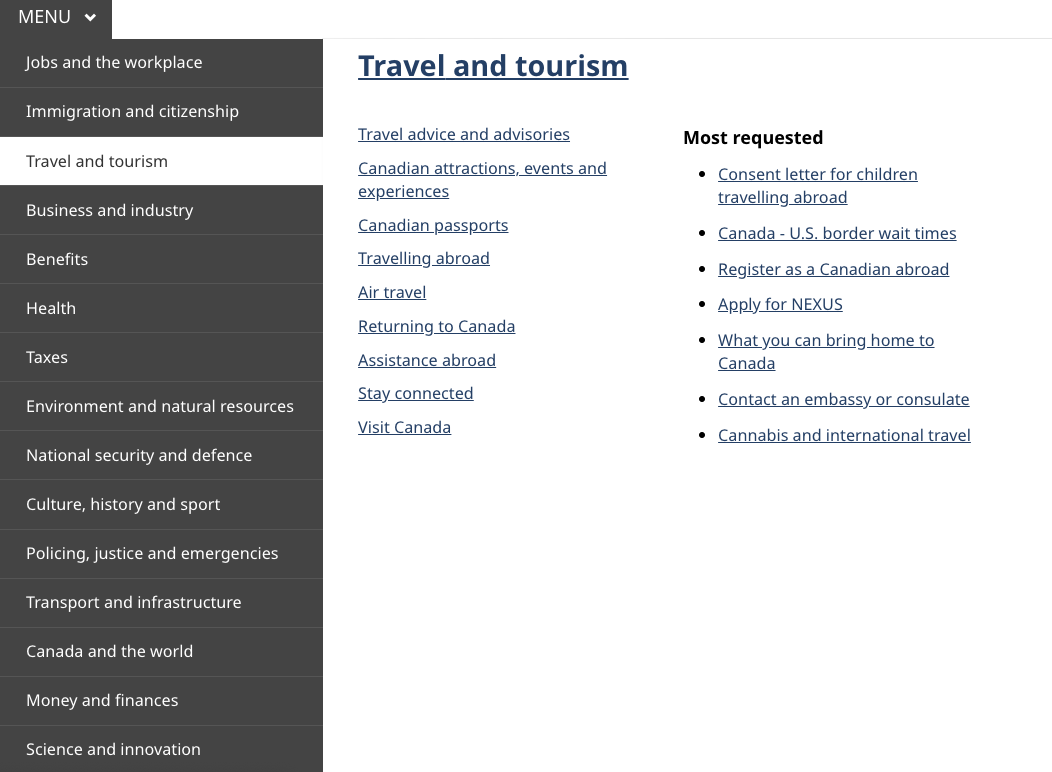 MENU
Jobs and the workplace
Immigration and citizenship
Travel and tourism
Business and industry
Benefits
Health
Taxes
Environment and natural resources
National security and defence
Culture, history and sport
Policing, justice and emergencies
Transport and infrastructure
Canada and the world
Money and finances
Science and innovation
Travel and tourism
Travel advice and advisories
Canadian attractions, events and
experiences
Canadian passports
Travelling abroad
Air travel
Returning to Canada
Assistance abroad
Stay connected
Visit Canada
Most requested
Consent letter for children
travelling abroad
Canada - U.S. border wait times
Register as a Canadian abroad
Apply for NEXUS
What you can bring home to
Canada
Contact an embassy or consulate
Cannabis and international travel